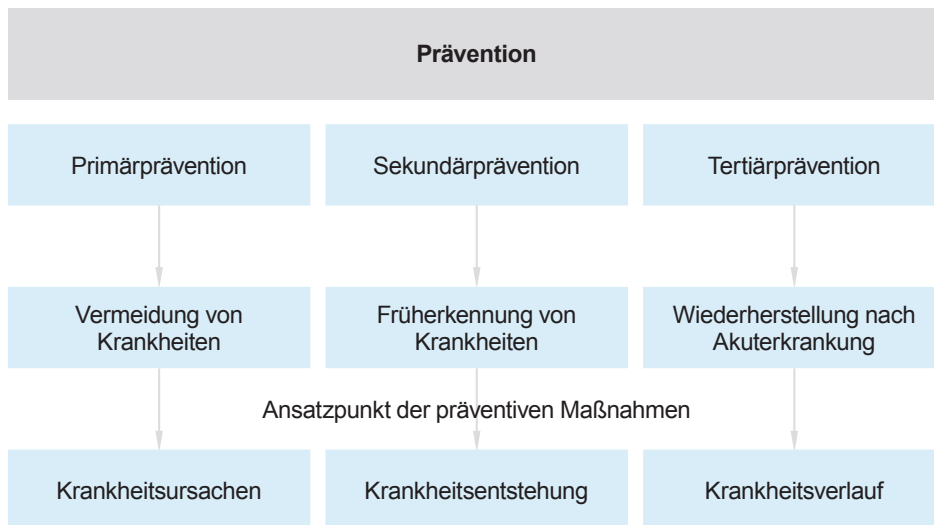 Prävention
Primärprävention
Sekundärprävention
Tertiärprävention
Vermeidung von
Krankheiten
Früherkennung von
Krankheiten
Wiederherstellung nach
Akuterkrankung
Ansatzpunkt der präventiven Maßnahmen
Krankheitsursachen
Krankheitsentstehung
Krankheitsverlauf